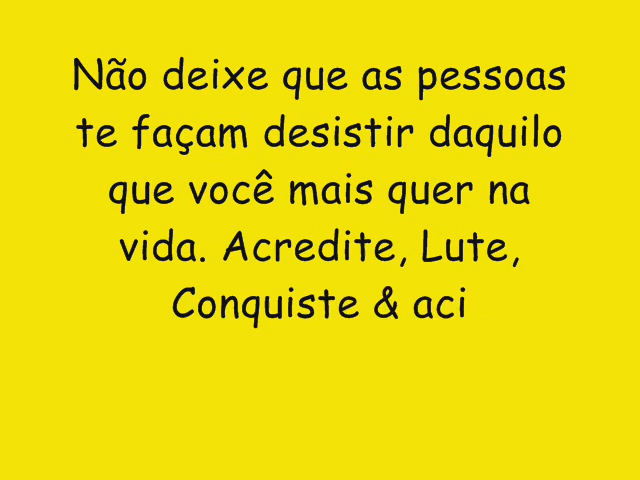 Não deixe que as pessoas
te façam desistir daquilo
que você mais quer na
vida. Acredite, Lute,
Conquiste & aci